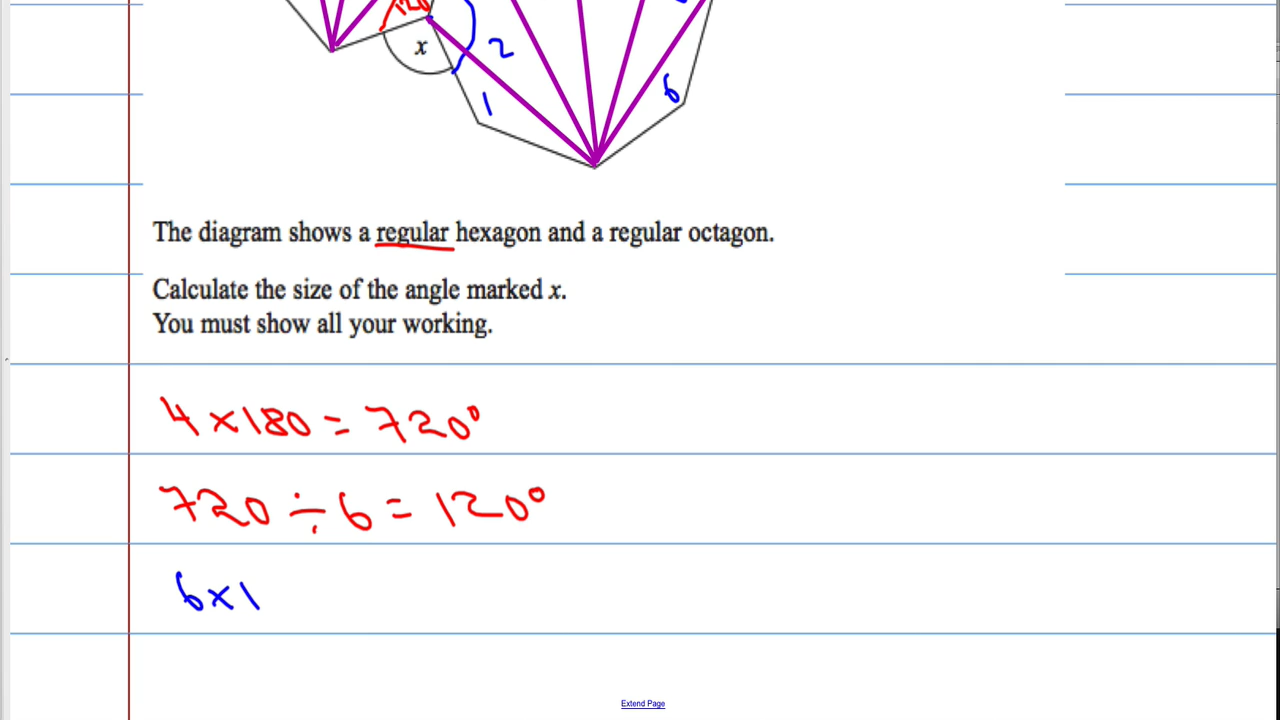 120
x
2
1
6
The diagram shows a regular hexagon and a regular octagon.
Calculate the size of the angle marked x.
You must show all your working.
4 × 180 = 720°
720 ÷ 6 = 120°
6 × 1
Extend Page